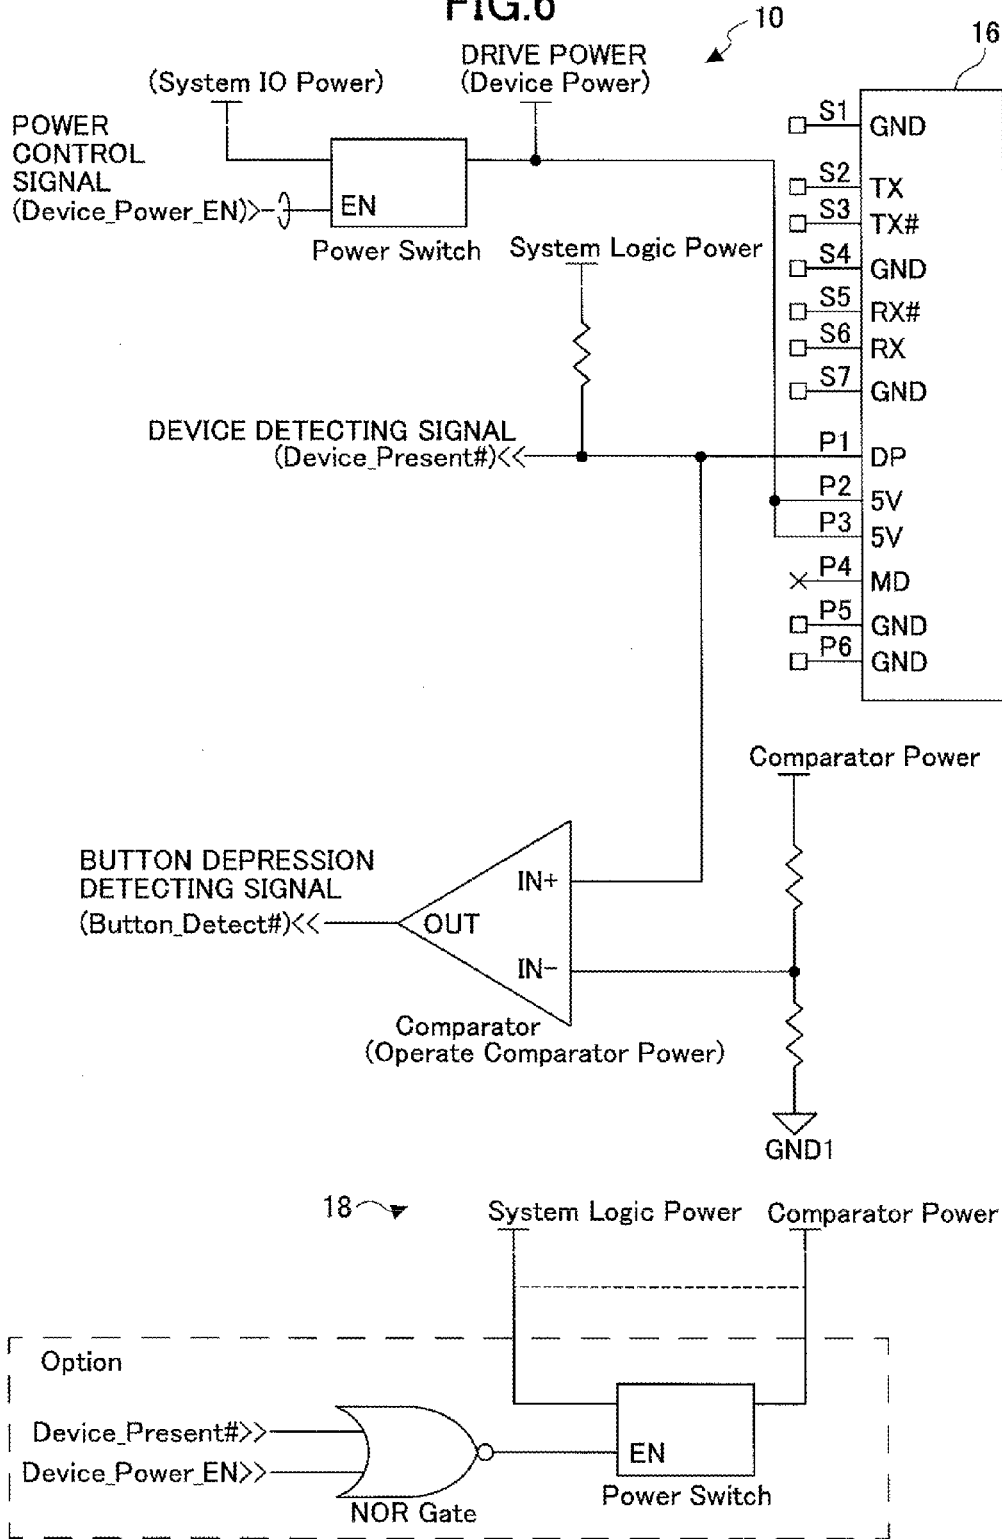 FIG.6
10
16
DRIVE POWER
(Device Power)
(System IO Power)
POWER
CONTROL
SIGNAL
(Device_Power_EN)>
EN
Power Switch
System Logic Power
S1 GND
S2 TX
S3 TX#
S4 GND
S5 RX#
S6 RX
S7 GND
DEVICE DETECTING SIGNAL
(Device_Present#)<<
P1 DP
P2 5V
P3 5V
P4 MD
P5 GND
P6 GND
Comparator Power
BUTTON DEPRESSION
DETECTING SIGNAL
(Button_Detect#)<<
IN+
OUT
IN-
Comparator
(Operate Comparator Power)
GND1
18
System Logic Power
Comparator Power
Option
Device_Present#>>
Device_Power_EN>>
NOR Gate
EN
Power Switch